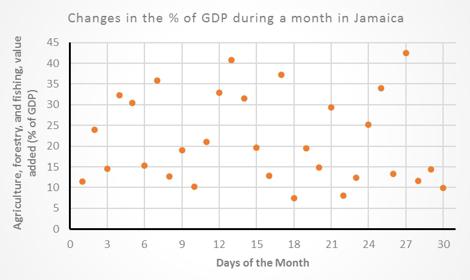 Changes in the % of GDP during a month in Jamaica
Agriculture, forestry, and fishing, value
added (% of GDP)
45
40
35
30
25
20
15
10
5
0
0 3 6 9 12 15 18 21 24 27 30
Days of the Month